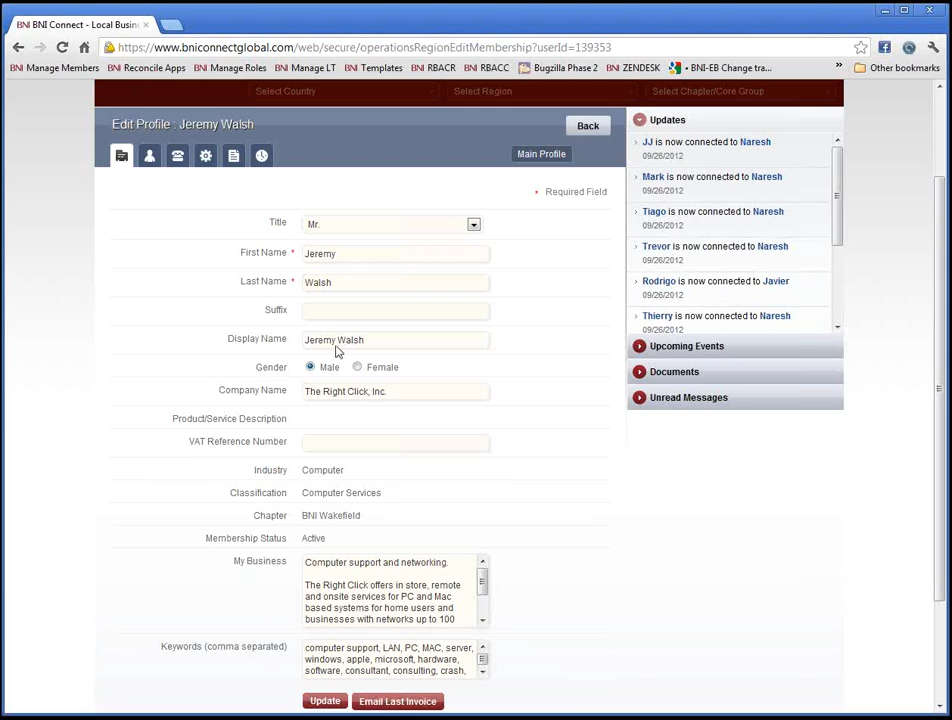 BNI BNI Connect - Local Busin
https://www.bniconnectglobal.com/web/secure/operationsRegionEditMembership?userId=139353
BNI Manage Members BNI Reconcile Apps BNI Manage Roles BNI Manage LT BNI Templates BNI RBACR BNI RBACC Bugzilla Phase 2 BNI ZENDESK BNI-EB Change tra... » Other bookmarks
Select Country Select Region Select Chapter/Core Group
Edit Profile : Jeremy Walsh
Back
Main Profile
* Required Field
Title Mr.
First Name * Jeremy
Last Name * Walsh
Suffix
Display Name Jeremy Walsh
Gender Male Female
Company Name The Right Click, Inc.
Product/Service Description
VAT Reference Number
Industry Computer
Classification Computer Services
Chapter BNI Wakefield
Membership Status Active
My Business Computer support and networking.
The Right Click offers in store, remote
and onsite services for PC and Mac
based systems for home users and
businesses with networks up to 100
Keywords (comma separated) computer support, LAN, PC, MAC, server,
windows, apple, microsoft, hardware,
software, consultant, consulting, crash,
Update Email Last Invoice
Updates
JJ is now connected to Naresh
09/26/2012
Mark is now connected to Naresh
09/26/2012
Tiago is now connected to Naresh
09/26/2012
Trevor is now connected to Naresh
09/26/2012
Rodrigo is now connected to Javier
09/26/2012
Thierry is now connected to Naresh
09/26/2012
Upcoming Events
Documents
Unread Messages